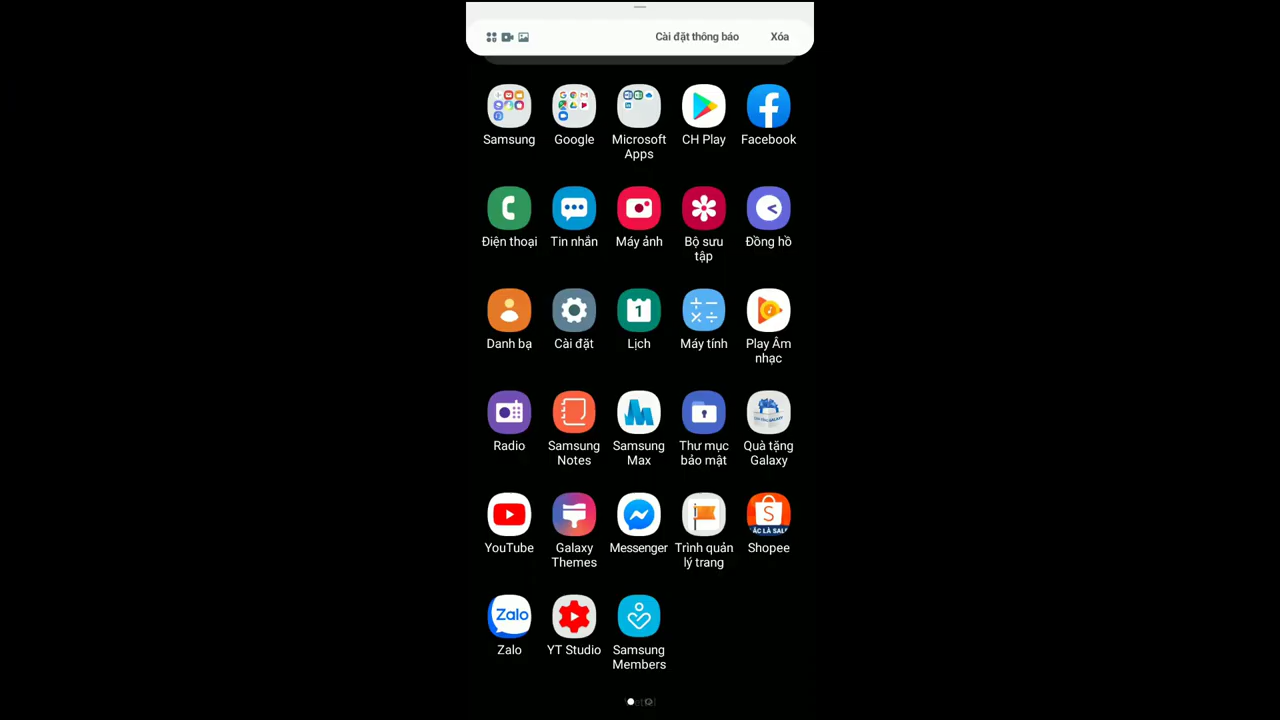 Cài đặt thông báo Xóa
Samsung Google Microsoft Apps CH Play Facebook
Điện thoại Tin nhắn Máy ảnh Bộ sưu tập Đồng hồ
1
Danh bạ Cài đặt Lịch Máy tính Play Âm nhạc
Radio Samsung Notes Samsung Max Thư mục bảo mật Quà tặng Galaxy
YouTube Galaxy Themes Messenger Trình quản lý trang Shopee
Zalo
Zalo YT Studio Samsung Members